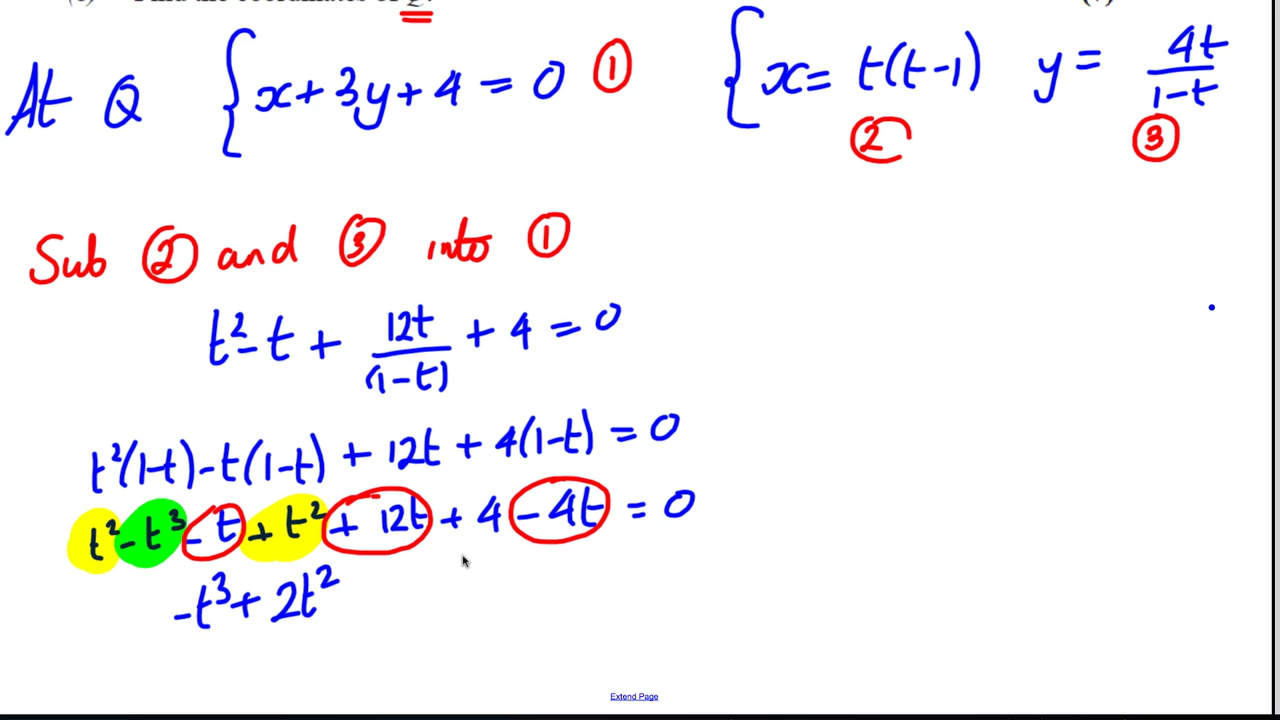 At Q { x + 3y + 4 = 0 ① { x = t(t-1) ② y = 4t/(1-t) ③
Sub ② and ③ into ①
t² - t + 12t/(1-t) + 4 = 0
t²(1-t) - t(1-t) + 12t + 4(1-t) = 0
t² - t³ - t + t² + 12t + 4 - 4t = 0
-t³ + 2t²
Extend Page